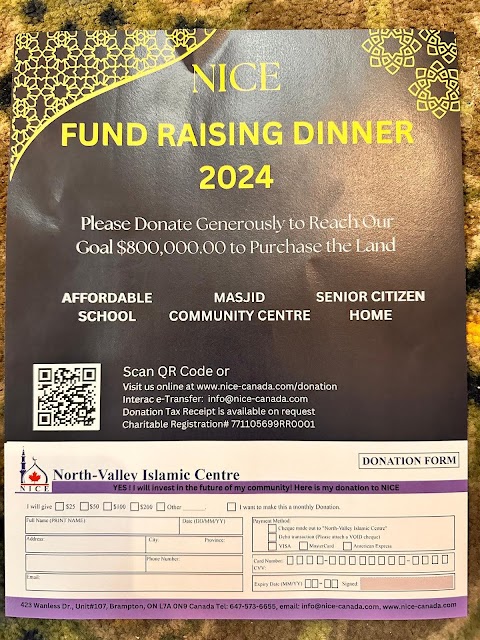 NICE
FUND RAISING DINNER
2024
Please Donate Generously to Reach Our
Goal $800,000.00 to Purchase the Land
AFFORDABLE SCHOOL
MASJID COMMUNITY CENTRE
SENIOR CITIZEN HOME
Scan QR Code or
Visit us online at www.nice-canada.com/donation
Interac e-Transfer: info@nice-canada.com
Donation Tax Receipt is available on request
Charitable Registration# 771105699RR0001
DONATION FORM
NICE
North-Valley Islamic Centre
YES ! I will invest in the future of my community! Here is my donation to NICE
I will give $25 $50 $100 $200 Other I want to make this a monthly Donation.
Full Name (PRINT NAME)
Date (DD/MM/YY)
Address
City
Province:
Phone Number:
Email:
Payment Method:
Cheque made out to "North-Valley Islamic Centre"
Debit transaction (Please attach a VOID cheque)
VISA MasterCard American Express
Card Number:
CVV:
Expiry Date (MM/YY) Signed:
423 Wanless Dr., Unit#107, Brampton, ON L7A 0N9 Canada Tel: 647-573-6655, email: info@nice-canada.com, www.nice-canada.com